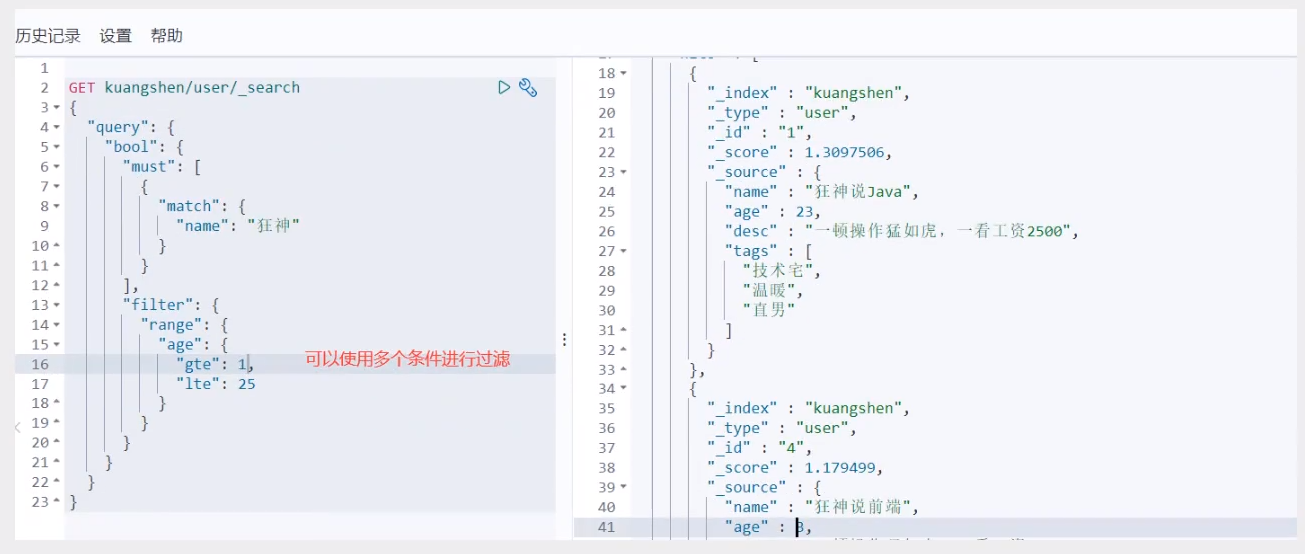 历史记录 设置 帮助
1
2 GET kuangshen/user/_search
3 {
4 "query": {
5 "bool": {
6 "must": [
7 {
8 "match": {
9 "name": "狂神"
10 }
11 }
12 ],
13 "filter": {
14 "range": {
15 "age": {
16 "gte": 1, 可以使用多个条件进行过滤
17 "lte": 25
18 }
19 }
20 }
21 }
22 }
23 }
18 {
19 "_index" : "kuangshen",
20 "_type" : "user",
21 "_id" : "1",
22 "_score" : 1.3097506,
23 "_source" : {
24 "name" : "狂神说Java",
25 "age" : 23,
26 "desc" : "一顿操作猛如虎，一看工资2500",
27 "tags" : [
28 "技术宅",
29 "温暖",
30 "直男"
31 ]
32 }
33 },
34 {
35 "_index" : "kuangshen",
36 "_type" : "user",
37 "_id" : "4",
38 "_score" : 1.179499,
39 "_source" : {
40 "name" : "狂神说前端",
41 "age" : 3,